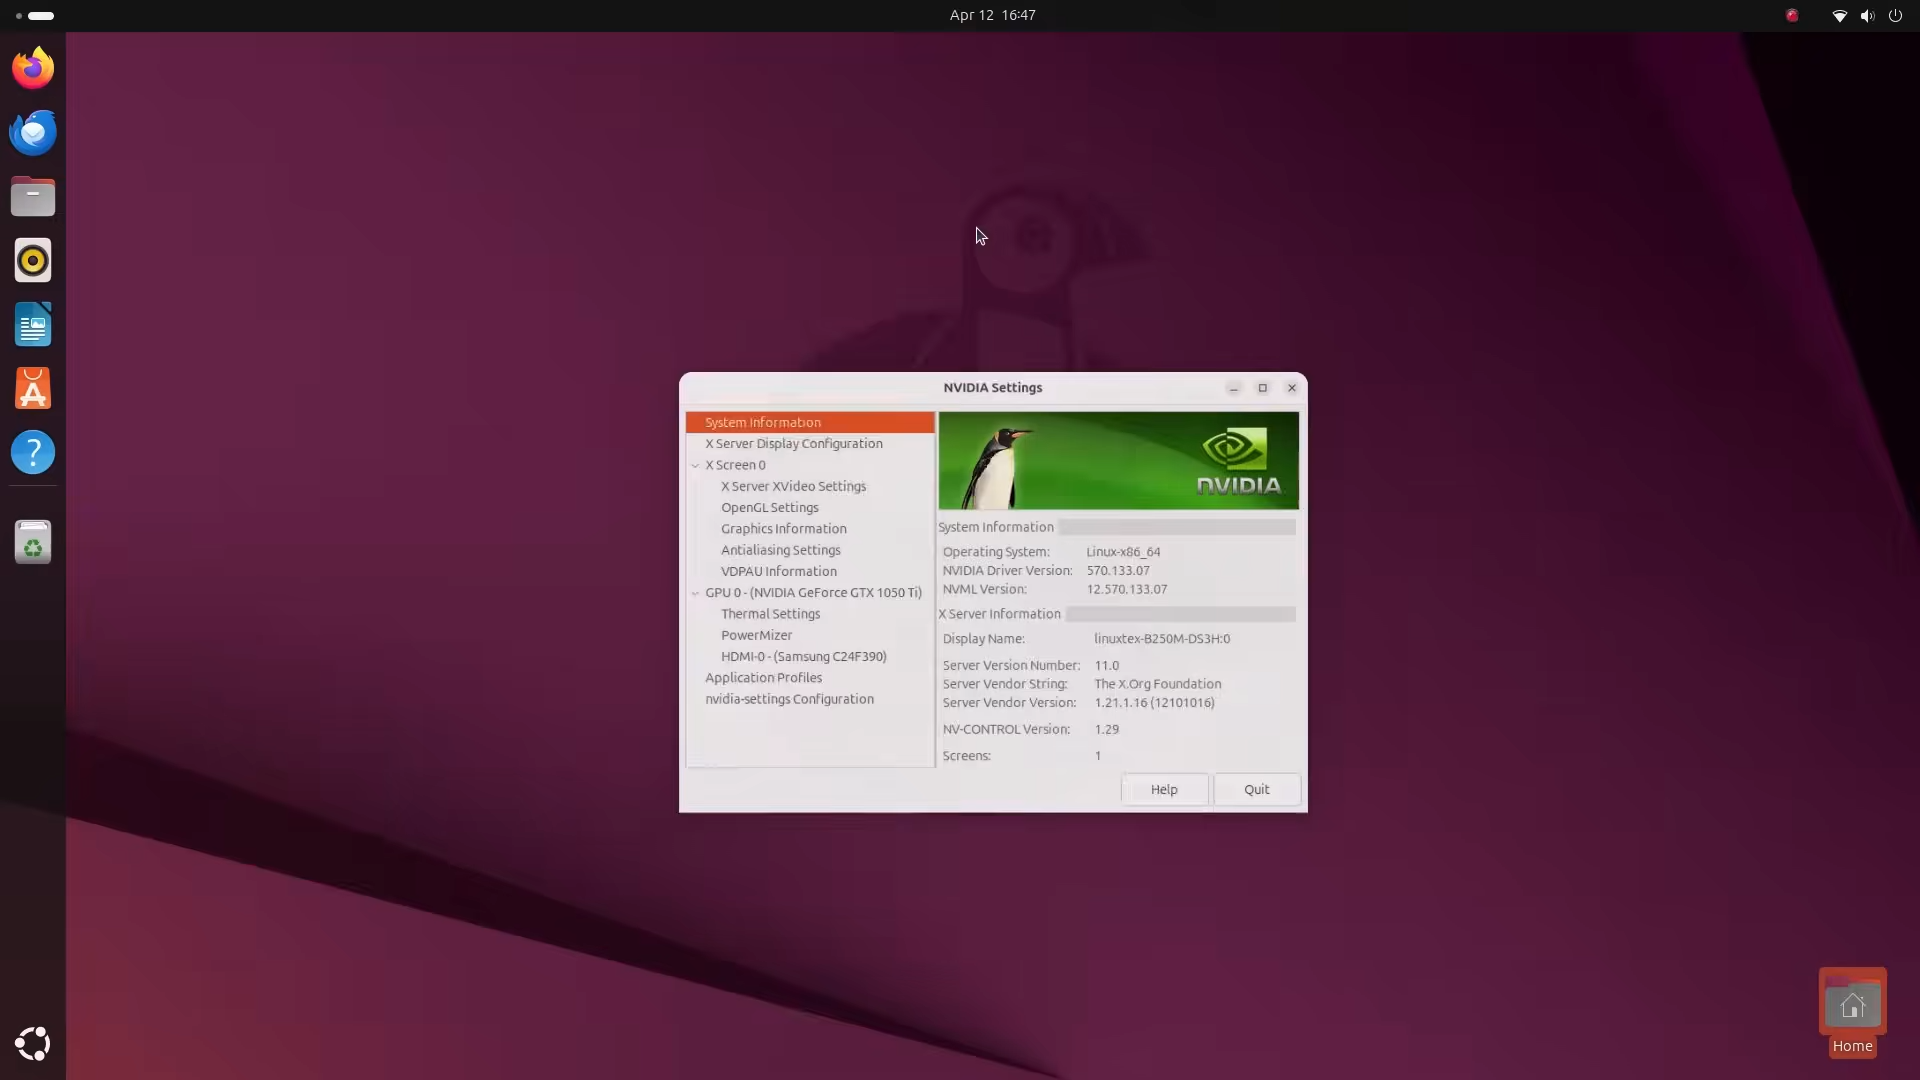 Apr 12 16:47
NVIDIA Settings
System Information
X Server Display Configuration
X Screen 0
X Server XVideo Settings
OpenGL Settings
Graphics Information
Antialiasing Settings
VDPAU Information
GPU 0 - (NVIDIA GeForce GTX 1050 Ti)
Thermal Settings
PowerMizer
HDMI-0 - (Samsung C24F390)
Application Profiles
nvidia-settings Configuration
NVIDIA
System Information
Operating System: Linux-x86_64
NVIDIA Driver Version: 570.133.07
NVML Version: 12.570.133.07
X Server Information
Display Name: linuxtex-B250M-DS3H:0
Server Version Number: 11.0
Server Vendor String: The X.Org Foundation
Server Vendor Version: 1.21.1.16 (12101016)
NV-CONTROL Version: 1.29
Screens: 1
Help
Quit
Home